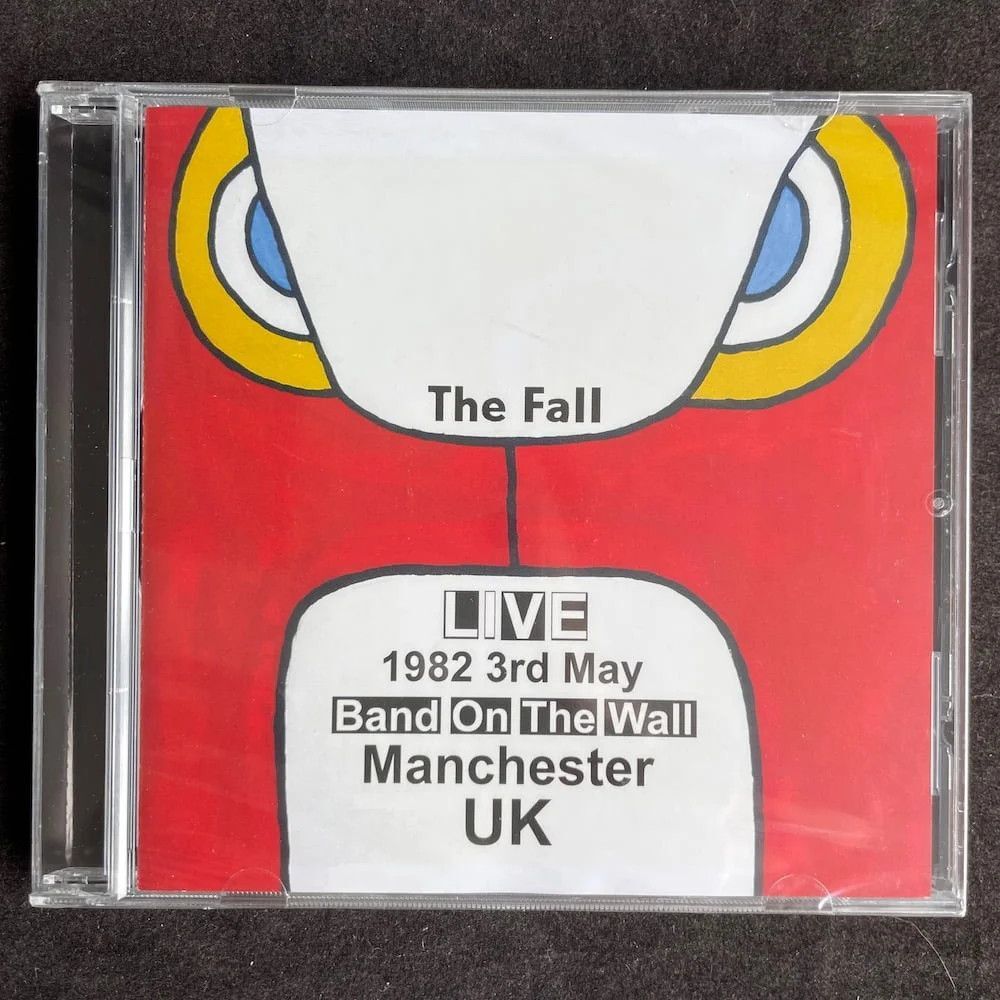 The Fall
LIVE
1982 3rd May
Band On The Wall
Manchester
UK